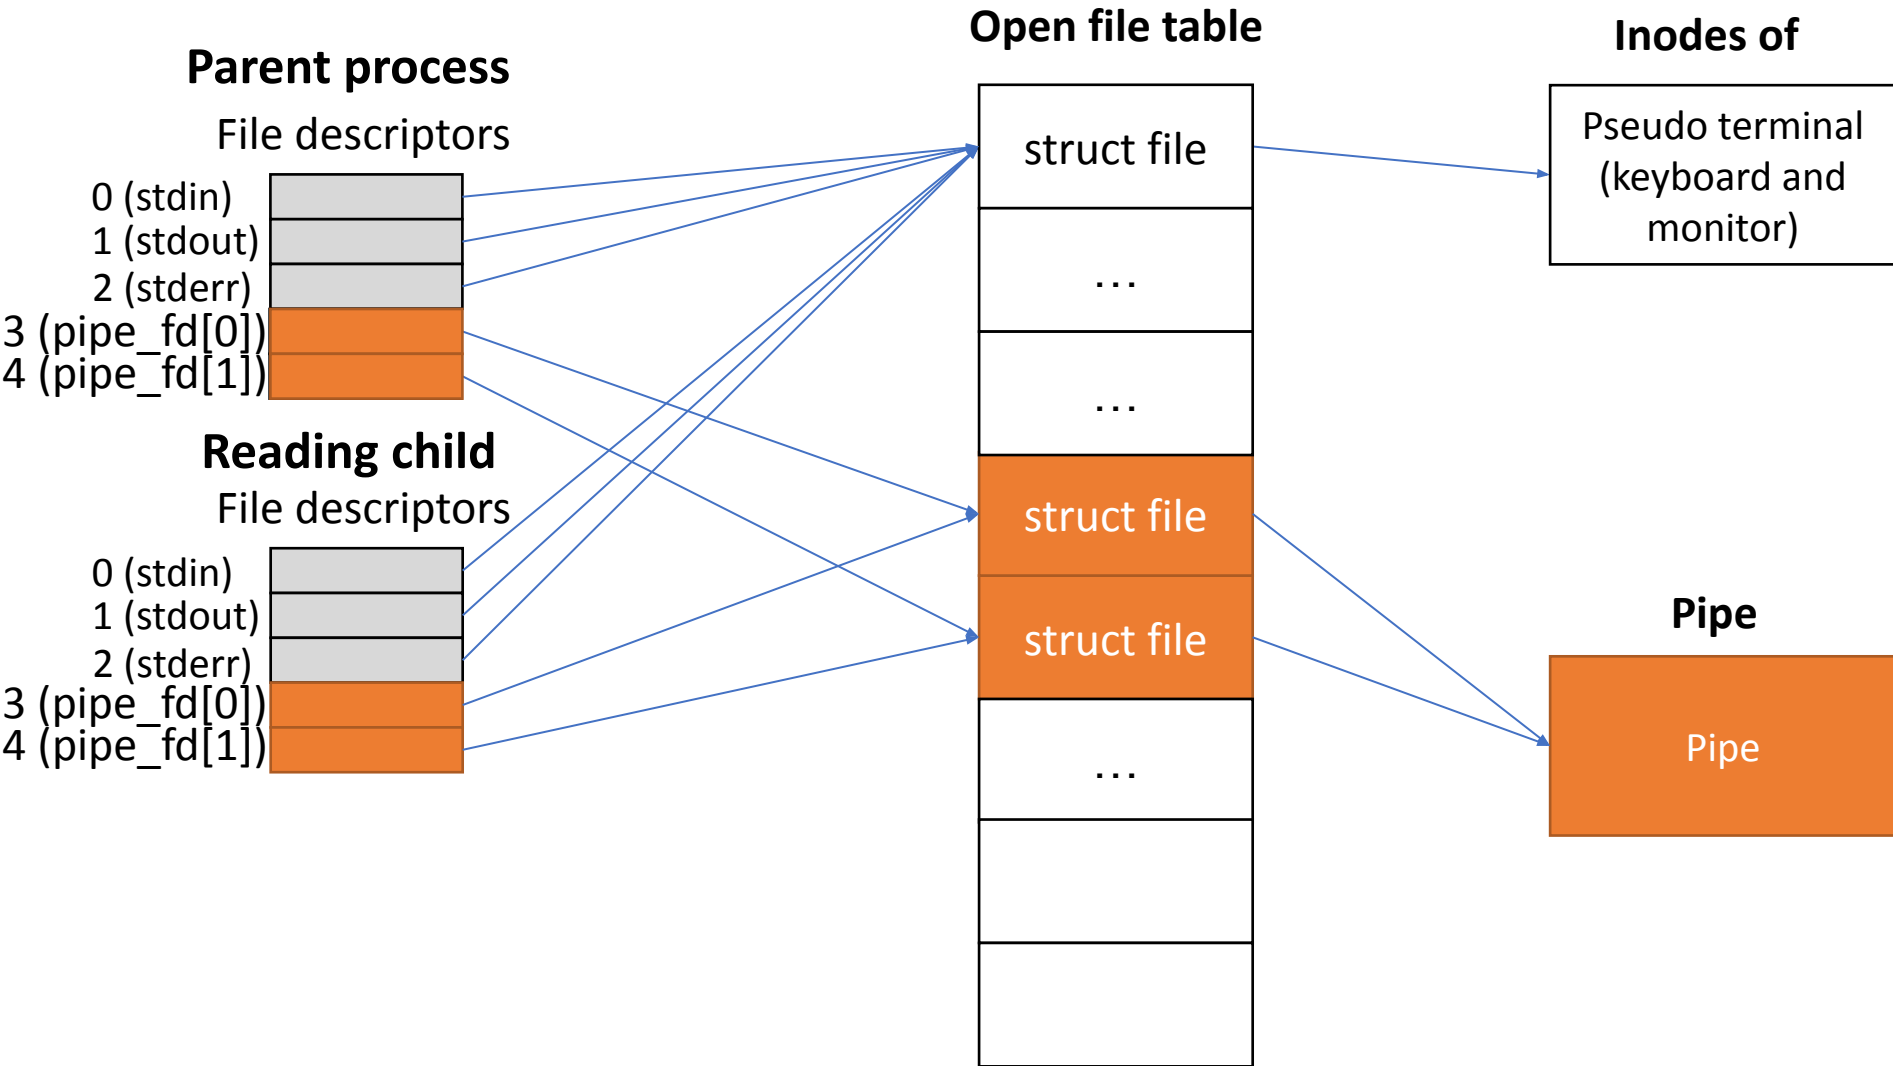 Parent process
File descriptors
0 (stdin)
1 (stdout)
2 (stderr)
3 (pipe_fd[0])
4 (pipe_fd[1])
Reading child
File descriptors
0 (stdin)
1 (stdout)
2 (stderr)
3 (pipe_fd[0])
4 (pipe_fd[1])
Open file table
struct file
...
...
struct file
struct file
...
Inodes of
Pseudo terminal
(keyboard and
monitor)
Pipe
Pipe